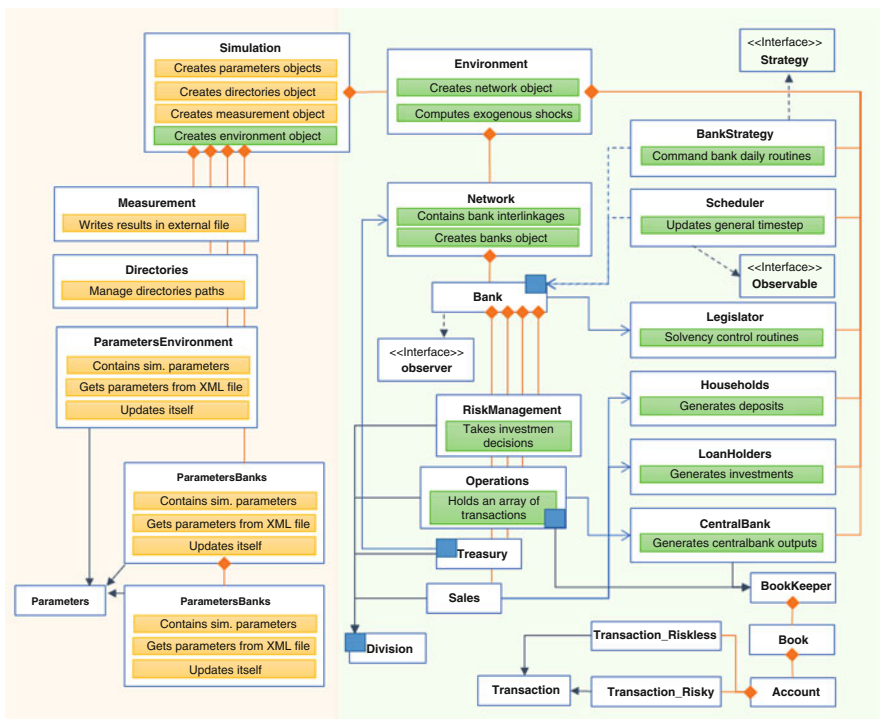 Simulation
Creates parameters objects
Creates directories object
Creates measurement object
Creates environment object
Measurement
Writes results in external file
Directories
Manage directories paths
ParametersEnvironment
Contains sim. parameters
Gets parameters from XML file
Updates itself
ParametersBanks
Contains sim. parameters
Gets parameters from XML file
Updates itself
Parameters
ParametersBanks
Contains sim. parameters
Gets parameters from XML file
Updates itself
Environment
Creates network object
Computes exogenous shocks
Network
Contains bank interlinkages
Creates banks object
Bank
<<Interface>>
observer
RiskManagement
Takes investmen
decisions
Operations
Holds an array of
transactions
Treasury
Sales
Division
<<Interface>>
Strategy
BankStrategy
Command bank daily routines
Scheduler
Updates general timestep
<<Interface>>
Observable
Legislator
Solvency control routines
Households
Generates deposits
LoanHolders
Generates investments
CentralBank
Generates centralbank outputs
BookKeeper
Book
Account
Transaction_Riskless
Transaction_Risky
Transaction